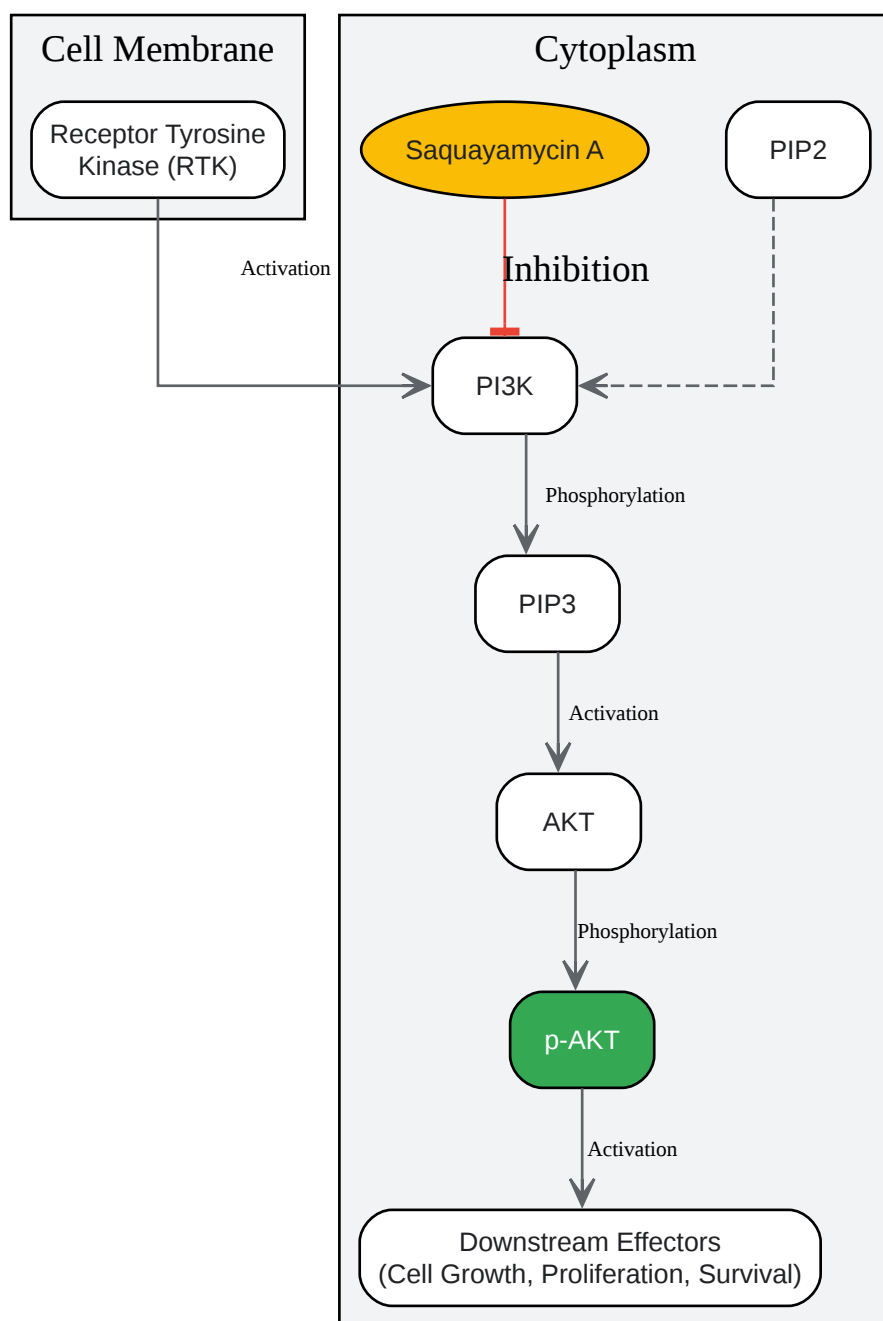 Cell Membrane
Cytoplasm
Receptor Tyrosine
Kinase (RTK)
Saquayamycin A
PIP2
Activation
Inhibition
PI3K
Phosphorylation
PIP3
Activation
AKT
Phosphorylation
p-AKT
Activation
Downstream Effectors
(Cell Growth, Proliferation, Survival)